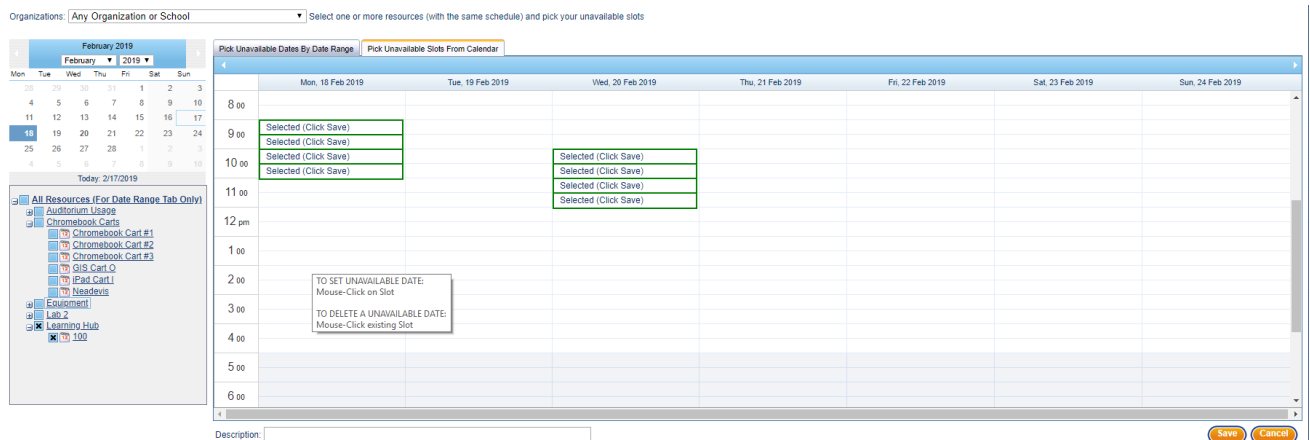 Organizations: Any Organization or School Select one or more resources (with the same schedule) and pick your unavailable slots
February 2019
February 2019
Mon Tue Wed Thu Fri Sat Sun
28 29 30 31 1 2 3
4 5 6 7 8 9 10
11 12 13 14 15 16 17
18 19 20 21 22 23 24
25 26 27 28 1 2 3
4 5 6 7 8 9 10
Today: 2/17/2019
All Resources (For Date Range Tab Only)
Auditorium Usage
Chromebook Carts
Chromebook Cart #1
Chromebook Cart #2
Chromebook Cart #3
GIS Cart O
iPad Cart I
Neadevis
Equipment
Lab 2
Learning Hub
100
Pick Unavailable Dates By Date Range Pick Unavailable Slots From Calendar
Mon, 18 Feb 2019 Tue, 19 Feb 2019 Wed, 20 Feb 2019 Thu, 21 Feb 2019 Fri, 22 Feb 2019 Sat, 23 Feb 2019 Sun, 24 Feb 2019
8 00
Selected (Click Save)
9 00
Selected (Click Save)
Selected (Click Save) Selected (Click Save)
10 00
Selected (Click Save) Selected (Click Save)
Selected (Click Save)
11 00
Selected (Click Save)
12 pm
1 00
2 00
TO SET UNAVAILABLE DATE:
Mouse-Click on Slot
3 00
TO DELETE A UNAVAILABLE DATE:
Mouse-Click existing Slot
4 00
5 00
6 00
Description: Save Cancel